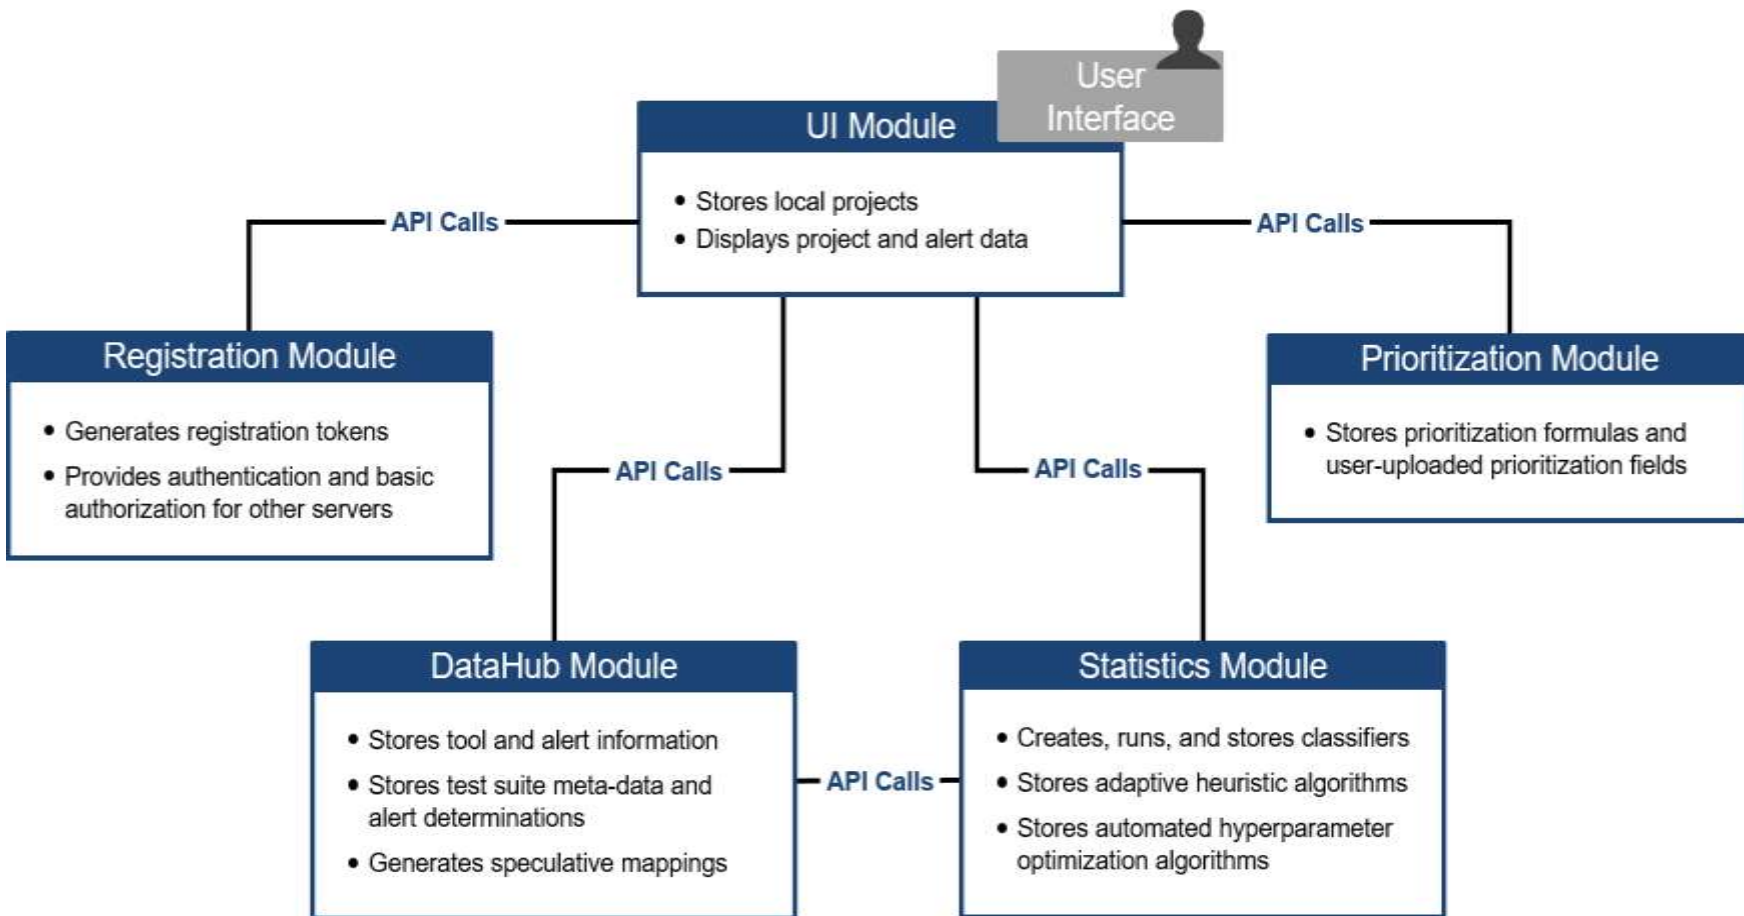 User
Interface
UI Module
• Stores local projects
• Displays project and alert data
API Calls
API Calls
Registration Module
• Generates registration tokens
• Provides authentication and basic
authorization for other servers
Prioritization Module
• Stores prioritization formulas and
user-uploaded prioritization fields
API Calls
API Calls
DataHub Module
• Stores tool and alert information
• Stores test suite meta-data and
alert determinations
• Generates speculative mappings
API Calls
Statistics Module
• Creates, runs, and stores classifiers
• Stores adaptive heuristic algorithms
• Stores automated hyperparameter
optimization algorithms